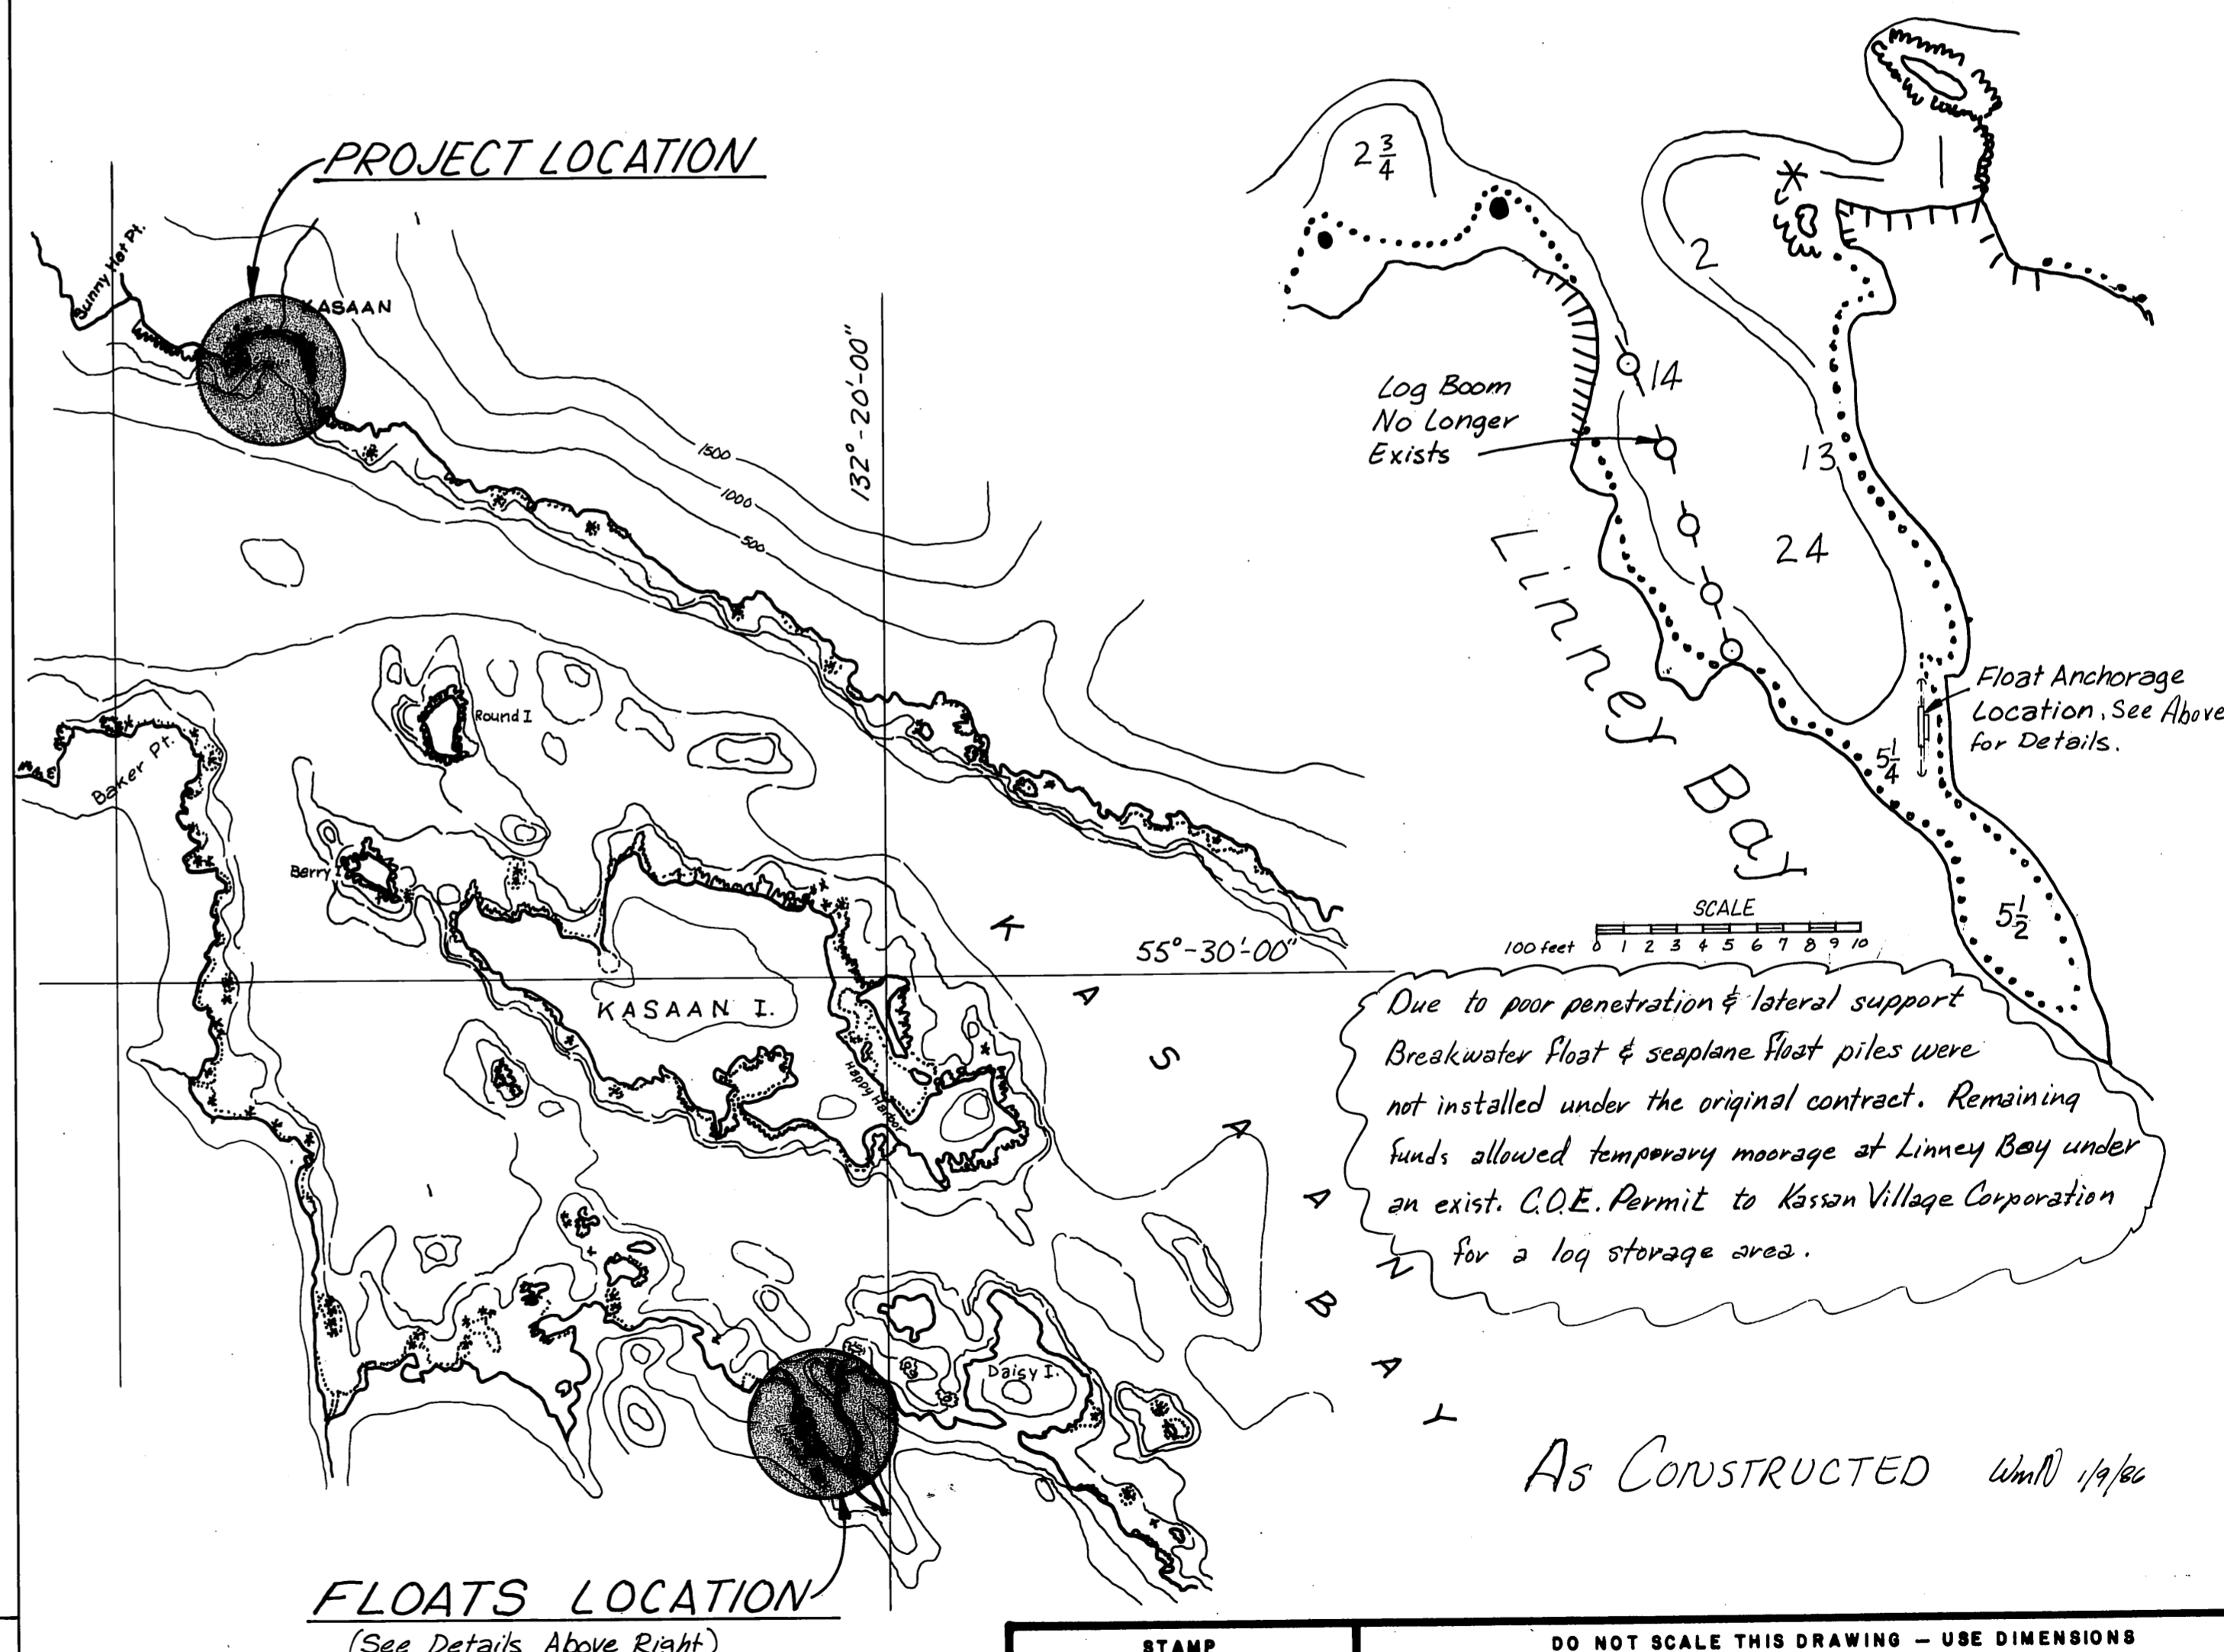 PROJECT LOCATION
Bunny Hat Pt.
KASAAN
132°-20'-00"
1500
1000
500
Round I
Baker Pt.
Berry I
KASAAN I.
Happy Harbor
55°-30'-00"
KASAAN BAY
Daisy I.
FLOATS LOCATION
(See Details Above Right)
2 3/4
2
14
Log Boom
No Longer
Exists
13
24
Linney Bay
Float Anchorage
Location, See Above
for Details.
5 1/4
5 1/2
SCALE
100 feet 0 1 2 3 4 5 6 7 8 9 10
Due to poor penetration & lateral support
Breakwater float & seaplane float piles were
not installed under the original contract. Remaining
funds allowed temporary moorage at Linney Bay under
an exist. C.O.E. Permit to Kassan Village Corporation
for a log storage area.
As CONSTRUCTED WmN 1/9/86
STAMP
DO NOT SCALE THIS DRAWING — USE DIMENSIONS